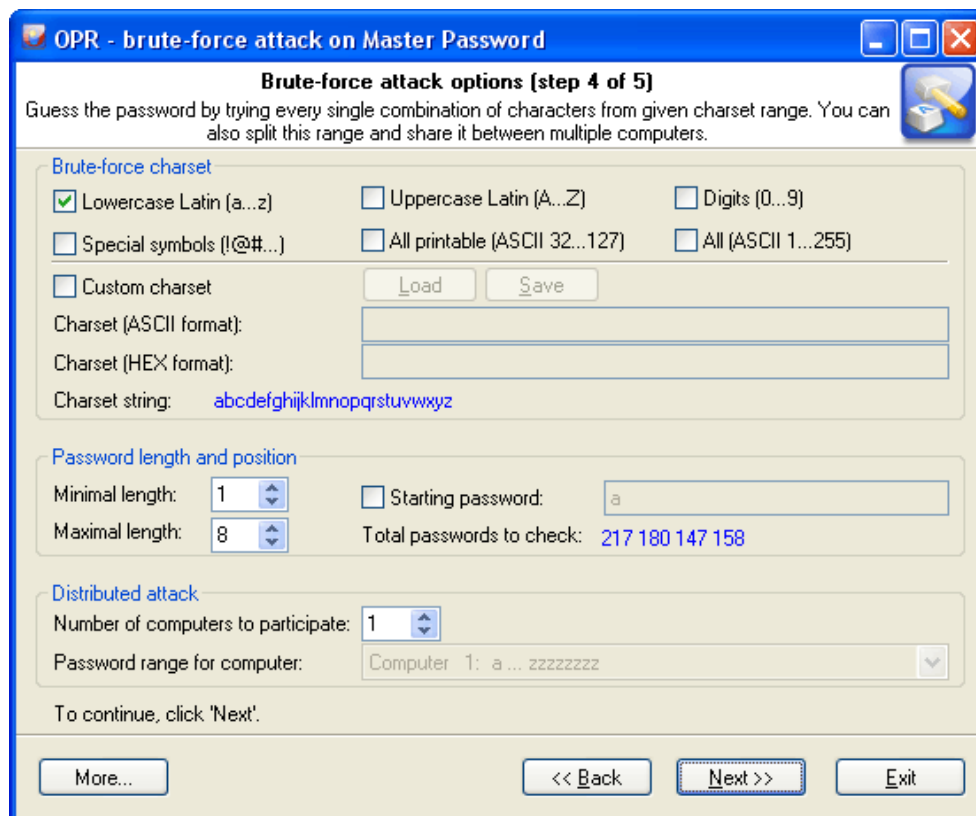 OPR - brute-force attack on Master Password
Brute-force attack options (step 4 of 5)
Guess the password by trying every single combination of characters from given charset range. You can
also split this range and share it between multiple computers.
Brute-force charset
Lowercase Latin (a...z)
Uppercase Latin (A...Z)
Digits (0...9)
Special symbols (!@#...)
All printable (ASCII 32...127)
All (ASCII 1...255)
Custom charset
Load
Save
Charset (ASCII format):
Charset (HEX format):
Charset string: abcdefghijklmnopqrstuvwxyz
Password length and position
Minimal length: 1
Starting password: a
Maximal length: 8
Total passwords to check: 217 180 147 158
Distributed attack
Number of computers to participate: 1
Password range for computer: Computer 1: a ... zzzzzzzz
To continue, click 'Next'.
More...
<< Back
Next >>
Exit